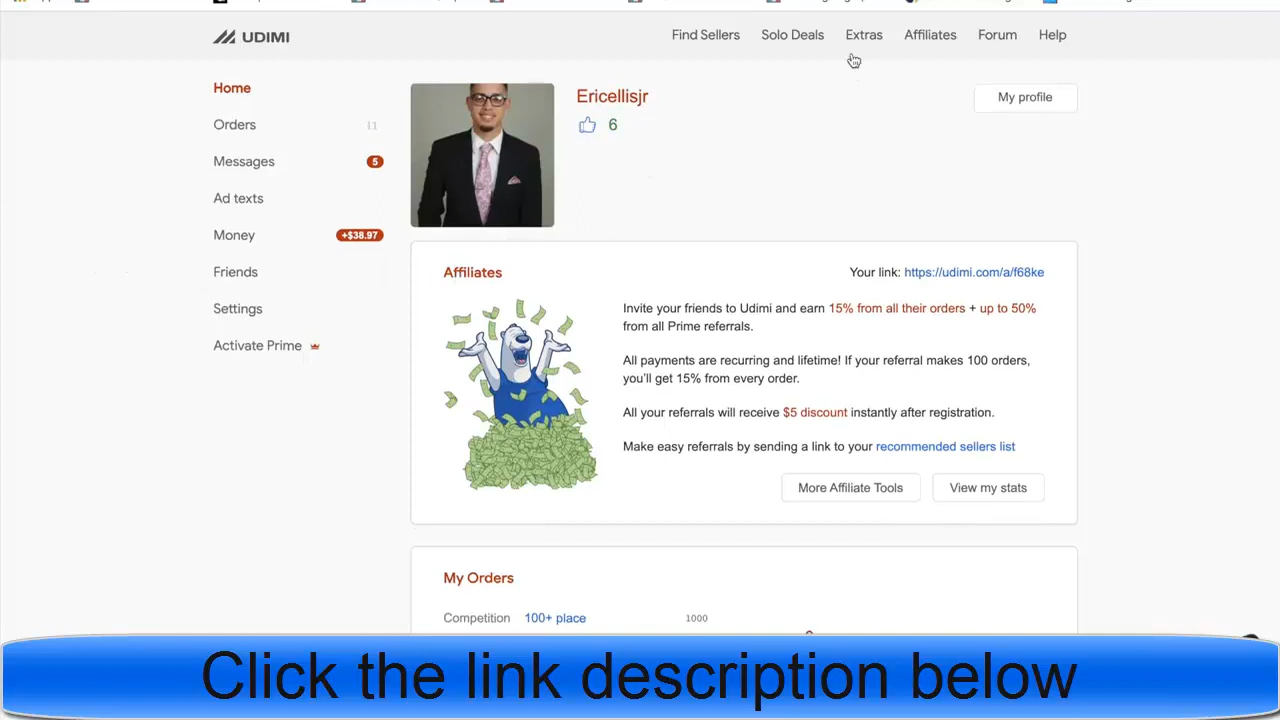 UDIMI
Find Sellers
Solo Deals
Extras
Affiliates
Forum
Help
Home
Orders
11
Messages
5
Ad texts
Money
+$38.97
Friends
Settings
Activate Prime
Ericellisjr
6
My profile
Affiliates
Your link: https://udimi.com/a/f68ke
Invite your friends to Udimi and earn 15% from all their orders + up to 50%
from all Prime referrals.
All payments are recurring and lifetime! If your referral makes 100 orders,
you'll get 15% from every order.
All your referrals will receive $5 discount instantly after registration.
Make easy referrals by sending a link to your recommended sellers list
More Affiliate Tools
View my stats
My Orders
Competition 100+ place
1000
Click the link description below